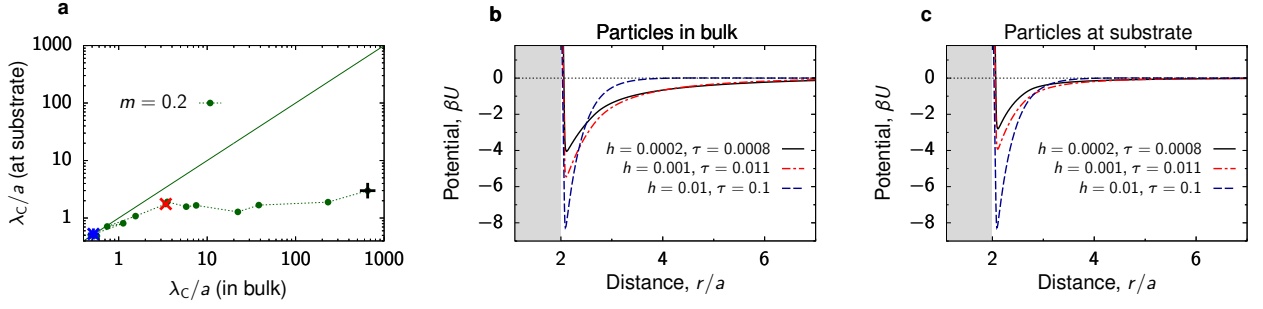 a
1000
100
10
1
1
10
100
1000
λC/a (at substrate)
λC/a (in bulk)
m = 0.2
b
Particles in bulk
0
−2
−4
−6
−8
2
4
6
Potential, βU
Distance, r/a
h = 0.0002, τ = 0.0008
h = 0.001, τ = 0.011
h = 0.01, τ = 0.1
c
Particles at substrate
0
−2
−4
−6
−8
2
4
6
Potential, βU
Distance, r/a
h = 0.0002, τ = 0.0008
h = 0.001, τ = 0.011
h = 0.01, τ = 0.1